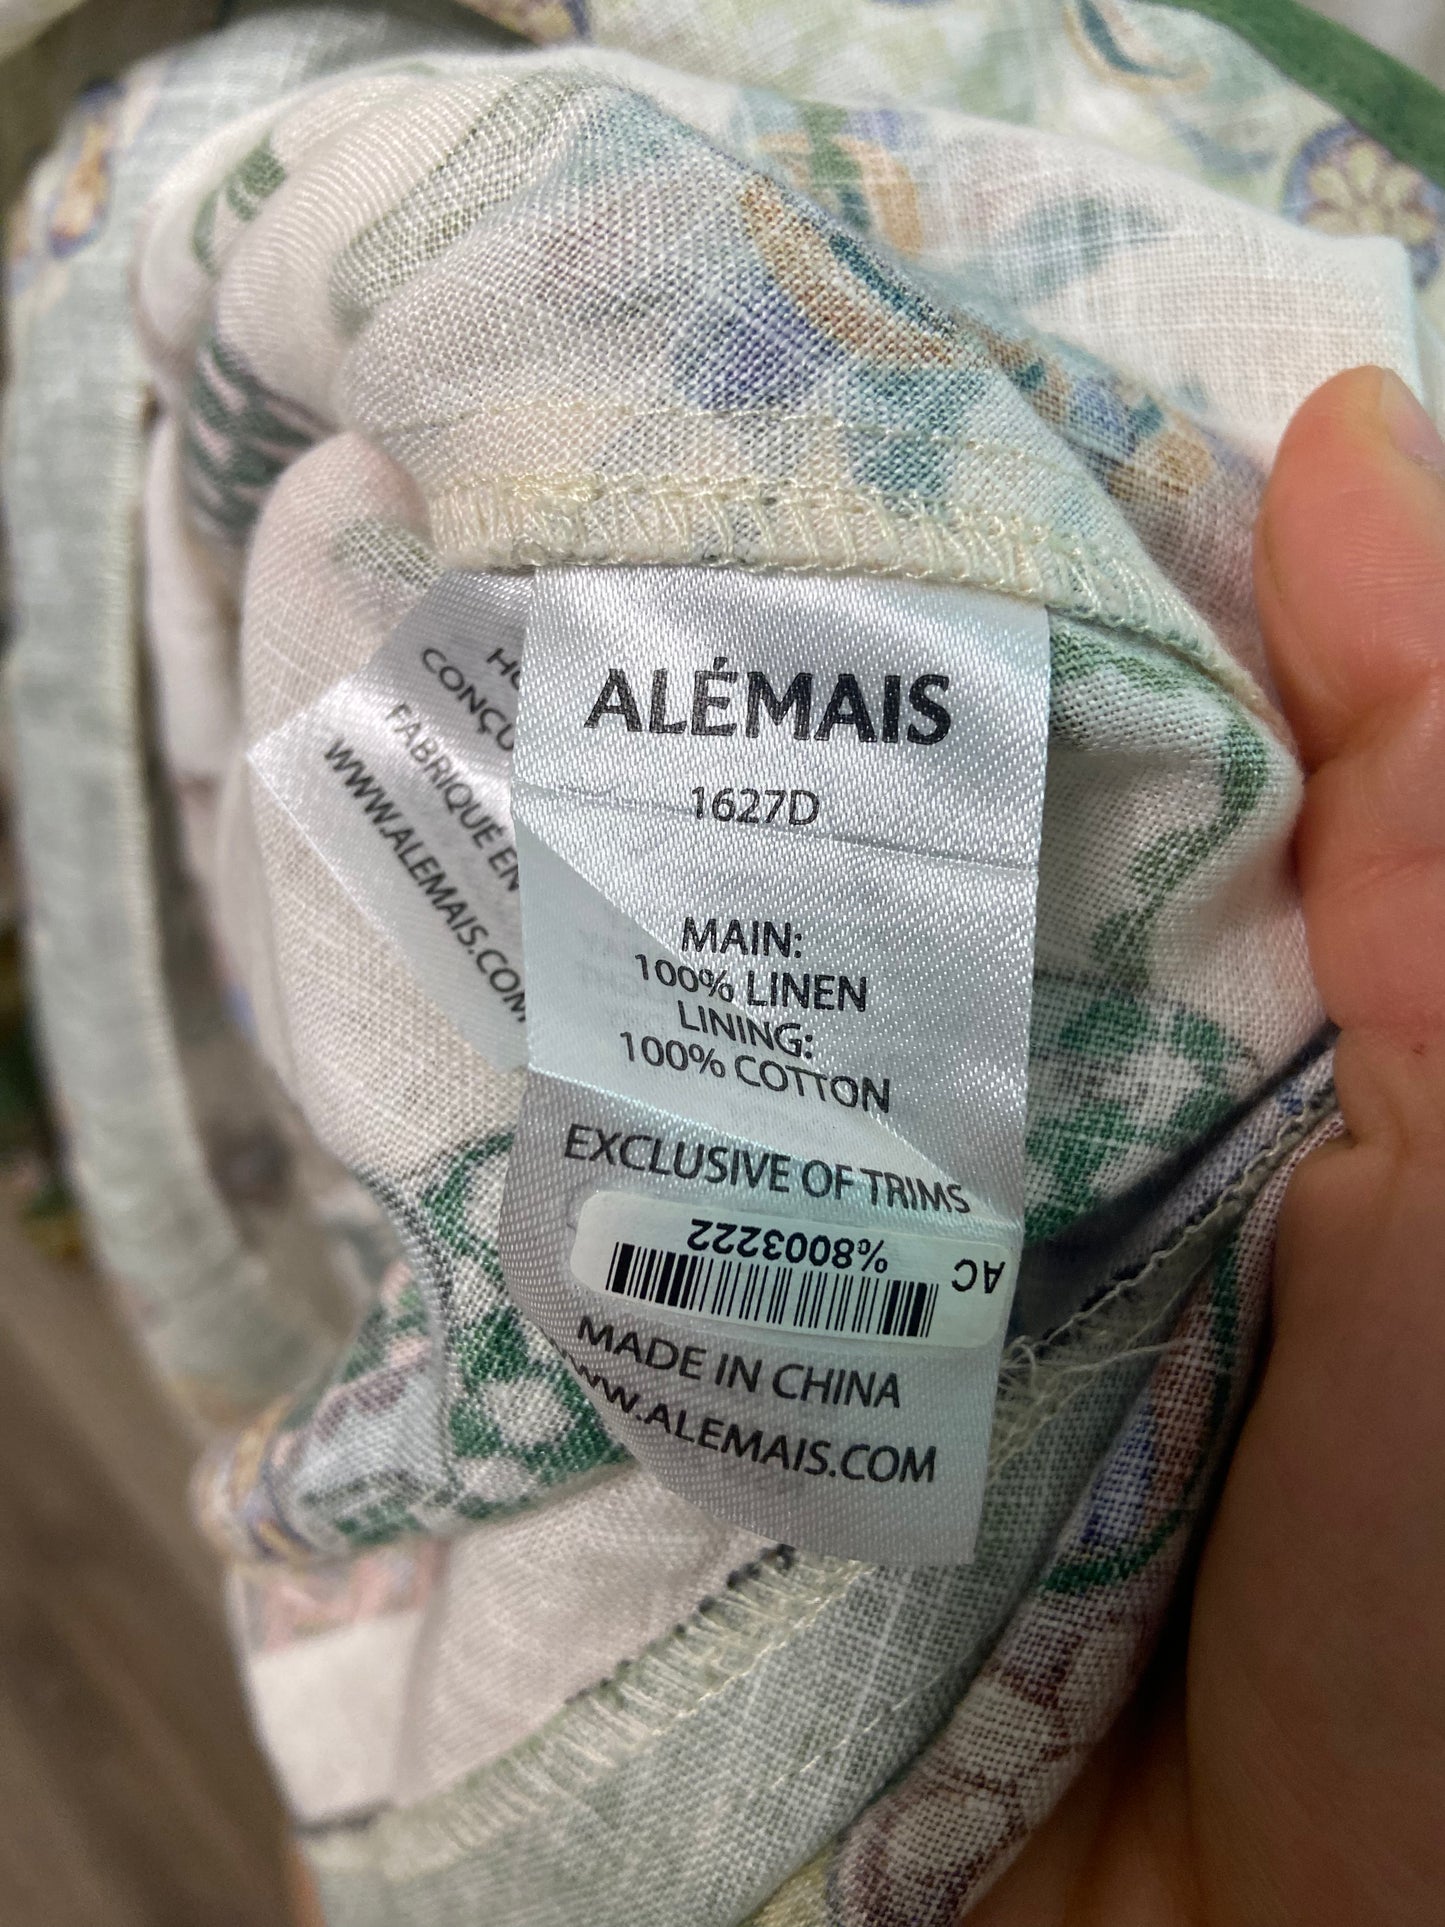 ALÉMAIS
1627D
MAIN:
100% LINEN
LINING:
100% COTTON
EXCLUSIVE OF TRIMS
%8003222
AC
MADE IN CHINA
WWW.ALEMAIS.COM
FABRIQUÉ EN
WWW.ALEMAIS.COM